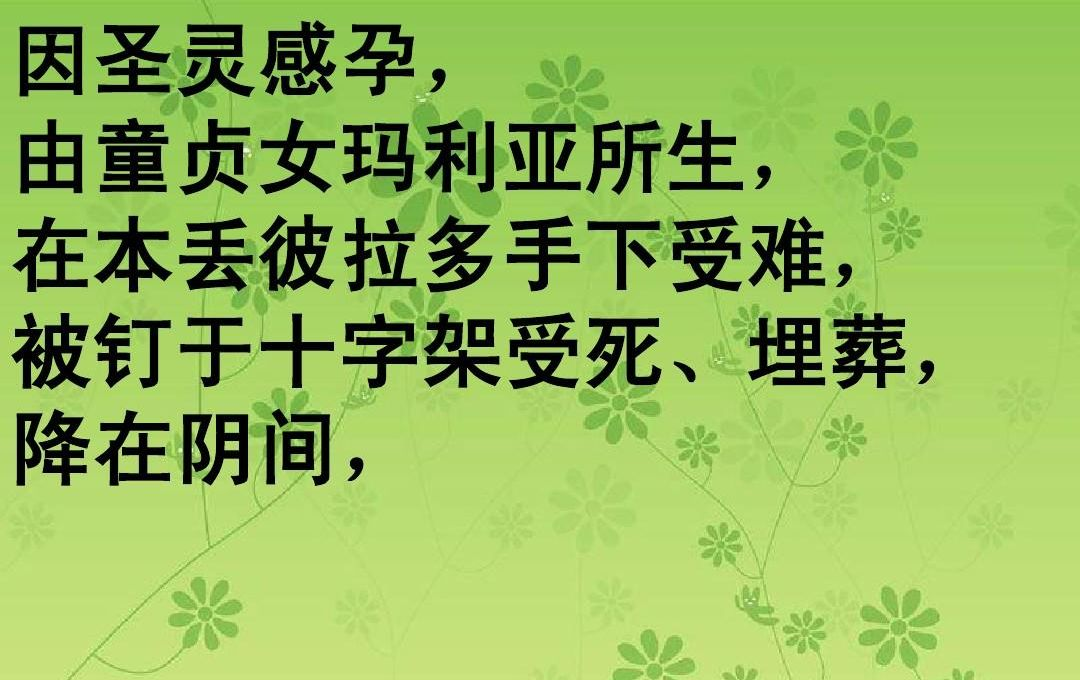 因圣灵感孕，
由童贞女玛利亚所生，
在本丢彼拉多手下受难，
被钉于十字架受死、埋葬，
降在阴间，